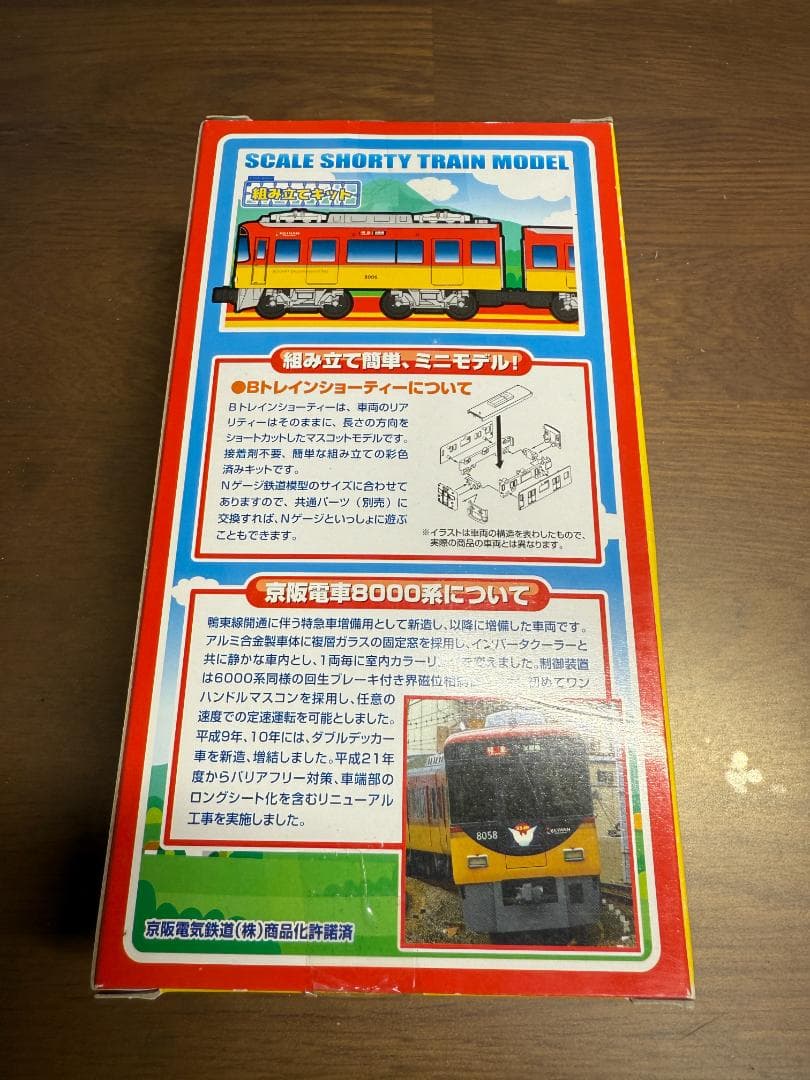 SCALE SHORTY TRAIN MODEL
組み立てキット
8006
組み立て簡単、ミニモデル!
●Bトレインショーティーについて
Bトレインショーティーは、車両のリア
リティーはそのままに、長さの方向を
ショートカットしたマスコットモデルです。
接着剤不要、簡単な組み立ての彩色
済みキットです。
Nゲージ鉄道模型のサイズに合わせて
ありますので、共通パーツ(別売)に
交換すれば、Nゲージといっしょに遊ぶ
こともできます。
※イラストは車両の構造を表わしたもので、
実際の商品の車両とは異なります。
京阪電車8000系について
鴨東線開通に伴う特急車増備用として新造し、以降に増備した車両です。
アルミ合金製車体に複層ガラスの固定窓を採用し、インバータクーラーと
共に静かな車内とし、1両毎に室内カラーリ を変えました。制御装置
は6000系同様の回生ブレーキ付き界磁位相 初めてワン
ハンドルマスコンを採用し、任意の
速度での定速運転を可能としました。
平成9年、10年には、ダブルデッカー
車を新造、増結しました。平成21年
度からバリアフリー対策、車端部の
ロングシート化を含むリニューアル
工事を実施しました。
8058
KEIHAN
京阪電気鉄道(株)商品化許諾済